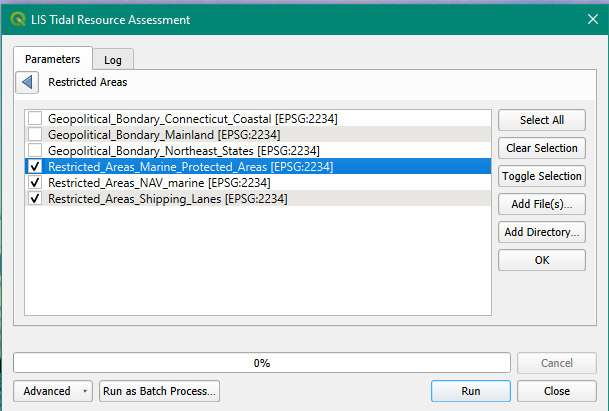 LIS Tidal Resource Assessment
Parameters Log
Restricted Areas
Geopolitical_Bondary_Connecticut_Coastal [EPSG:2234]
Geopolitical_Bondary_Mainland [EPSG:2234]
Geopolitical_Bondary_Northeast_States [EPSG:2234]
Restricted_Areas_Marine_Protected_Areas [EPSG:2234]
Restricted_Areas_NAV_marine [EPSG:2234]
Restricted_Areas_Shipping_Lanes [EPSG:2234]
Select All
Clear Selection
Toggle Selection
Add File(s)...
Add Directory...
OK
0%
Cancel
Advanced
Run as Batch Process...
Run
Close